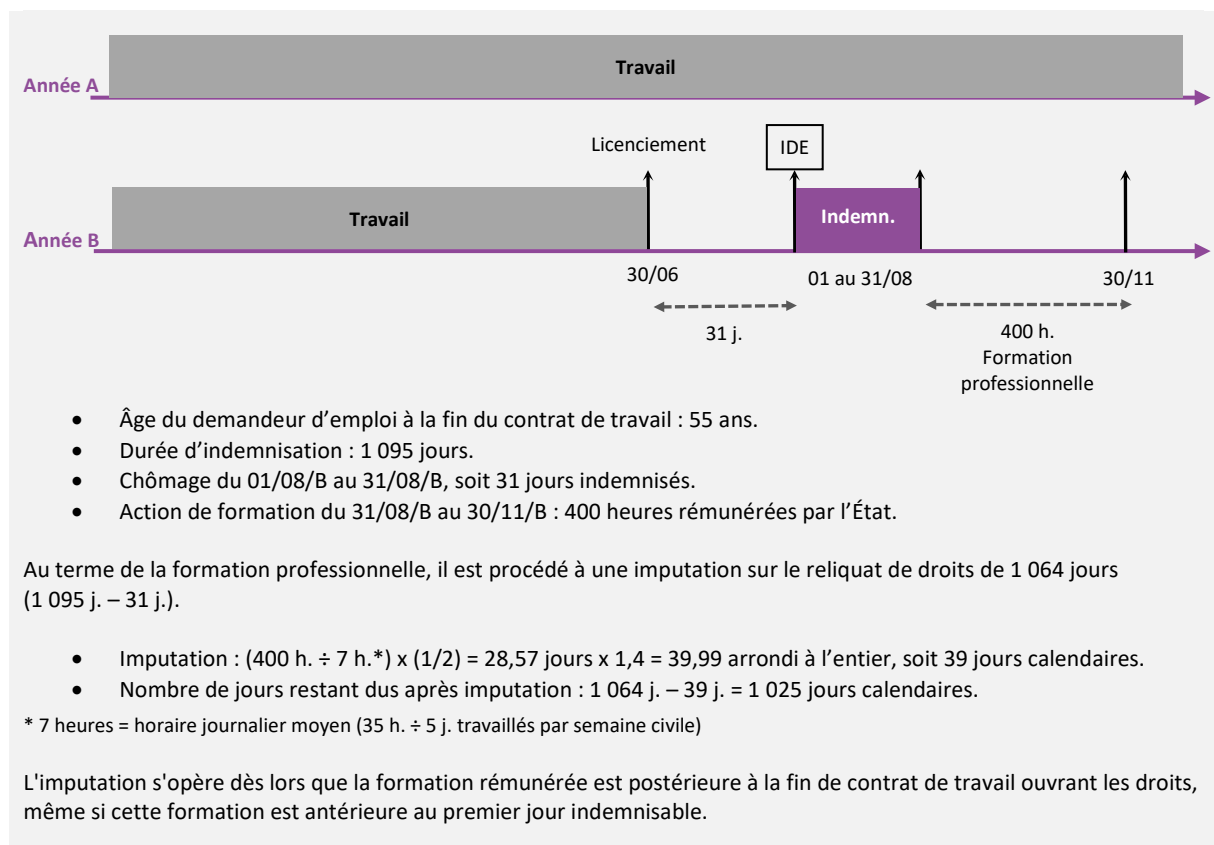 Travail
Année A
Licenciement
IDE
Travail
Indemn.
Année B
30/06
01 au 31/08
30/11
31 j.
400 h.
Formation
professionnelle
• Âge du demandeur d’emploi à la fin du contrat de travail : 55 ans.
• Durée d’indemnisation : 1 095 jours.
• Chômage du 01/08/B au 31/08/B, soit 31 jours indemnisés.
• Action de formation du 31/08/B au 30/11/B : 400 heures rémunérées par l’État.
Au terme de la formation professionnelle, il est procédé à une imputation sur le reliquat de droits de 1 064 jours
(1 095 j. – 31 j.).
• Imputation : (400 h. ÷ 7 h.*) x (1/2) = 28,57 jours x 1,4 = 39,99 arrondi à l’entier, soit 39 jours calendaires.
• Nombre de jours restant dus après imputation : 1 064 j. – 39 j. = 1 025 jours calendaires.
* 7 heures = horaire journalier moyen (35 h. ÷ 5 j. travaillés par semaine civile)
L'imputation s'opère dès lors que la formation rémunérée est postérieure à la fin de contrat de travail ouvrant les droits,
même si cette formation est antérieure au premier jour indemnisable.